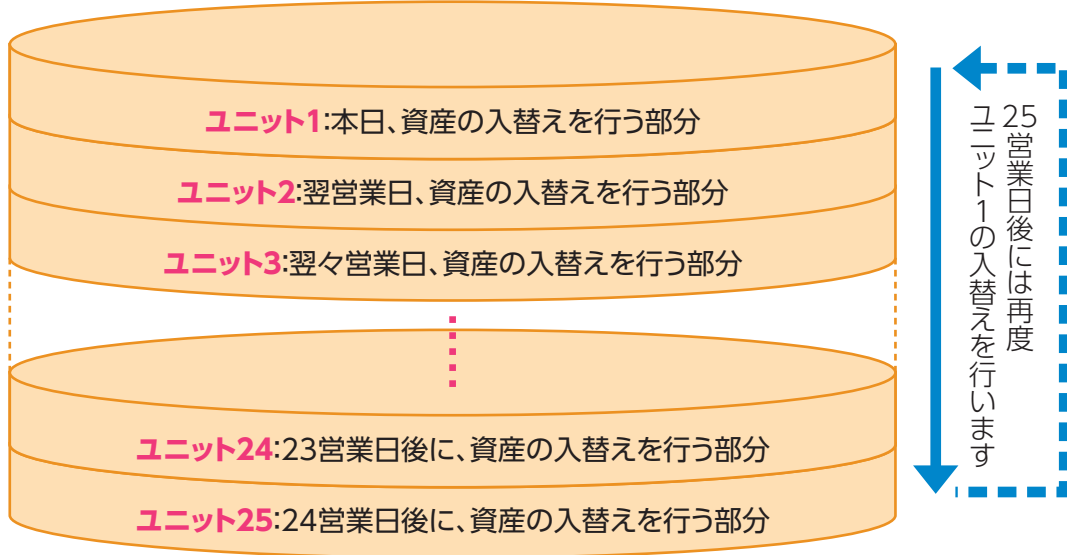 ユニット1:本日、資産の入替えを行う部分
ユニット2:翌営業日、資産の入替えを行う部分
ユニット3:翌々営業日、資産の入替えを行う部分
ユニット24:23営業日後に、資産の入替えを行う部分
ユニット25:24営業日後に、資産の入替えを行う部分
25営業日後には再度
ユニット1の入替えを行います